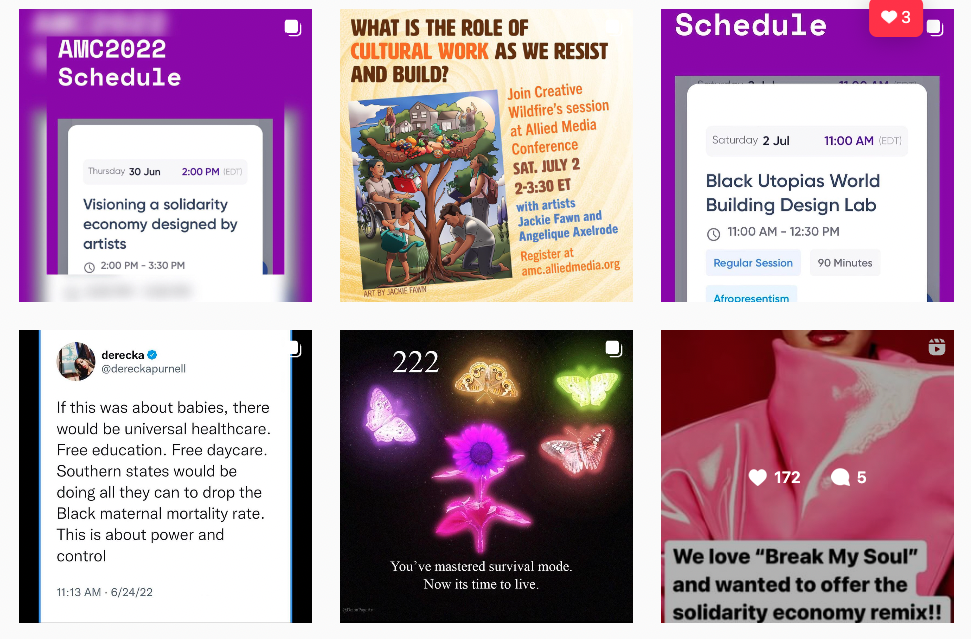 AMC2022
Schedule
Thursday 30 Jun 2:00 PM (EDT)
Visioning a solidarity
economy designed by
artists
2:00 PM - 3:30 PM
WHAT IS THE ROLE OF
CULTURAL WORK AS WE RESIST
AND BUILD?
Join Creative
Wildfire's session
at Allied Media
Conference
SAT. JULY 2
2-3:30 ET
with artists
Jackie Fawn and
Angelique Axelrode
Register at
amc.alliedmedia.org
ART BY JACKIE FAWN
3
Schedule
Saturday 2 Jul 11:00 AM (EDT)
Black Utopias World
Building Design Lab
11:00 AM - 12:30 PM
Regular Session 90 Minutes
Afropresentism
derecka
@dereckapurnell
If this was about babies, there
would be universal healthcare.
Free education. Free daycare.
Southern states would be
doing all they can to drop the
Black maternal mortality rate.
This is about power and
control
11:13 AM · 6/24/22
222
You've mastered survival mode.
Now its time to live.
172 5
We love “Break My Soul”
and wanted to offer the
solidarity economy remix!!